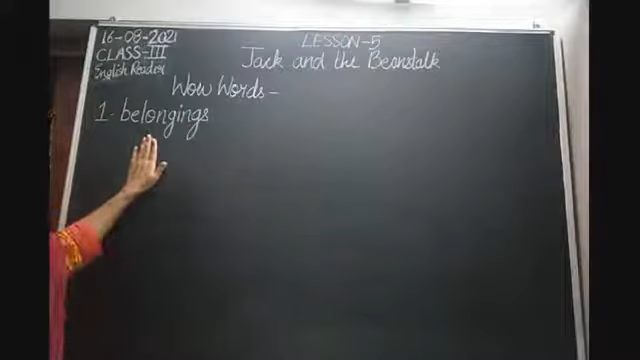 16-08-2021
CLASS-III
English Reader
LESSON-5
Jack and the Beanstalk
Wow Words-
1. belongings